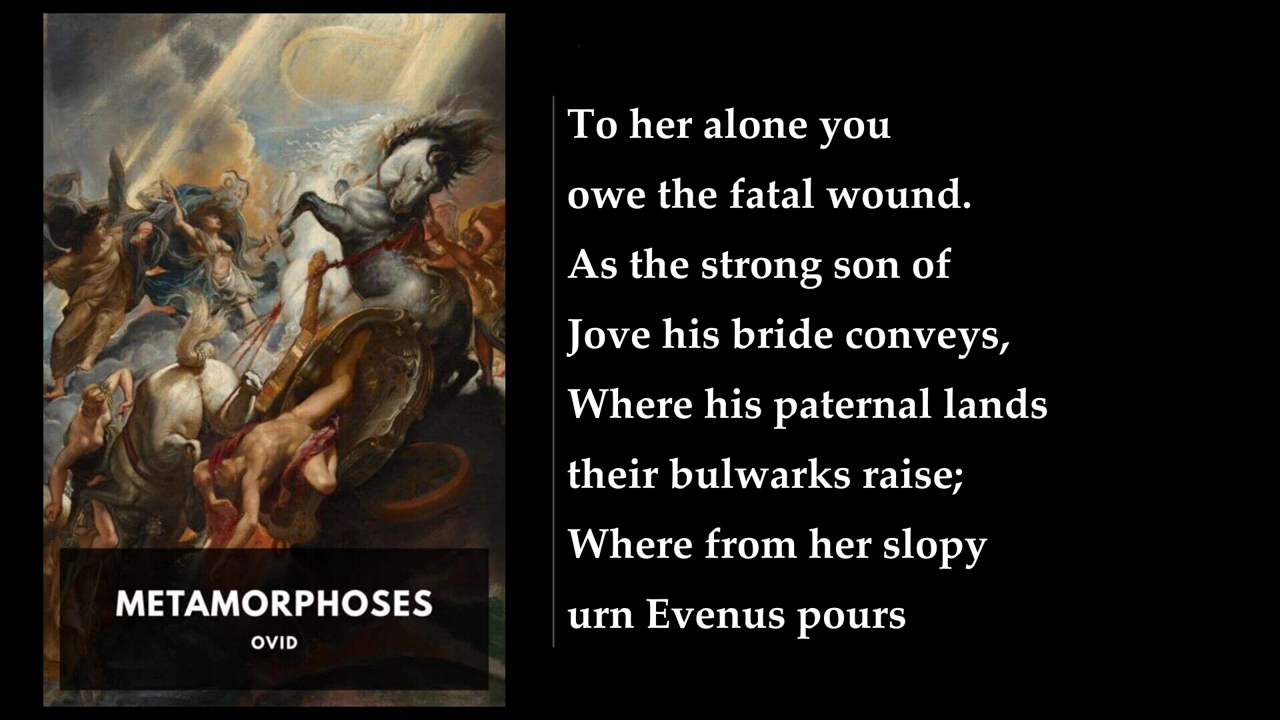 METAMORPHOSES
OVID
To her alone you
owe the fatal wound.
As the strong son of
Jove his bride conveys,
Where his paternal lands
their bulwarks raise;
Where from her slopy
urn Evenus pours